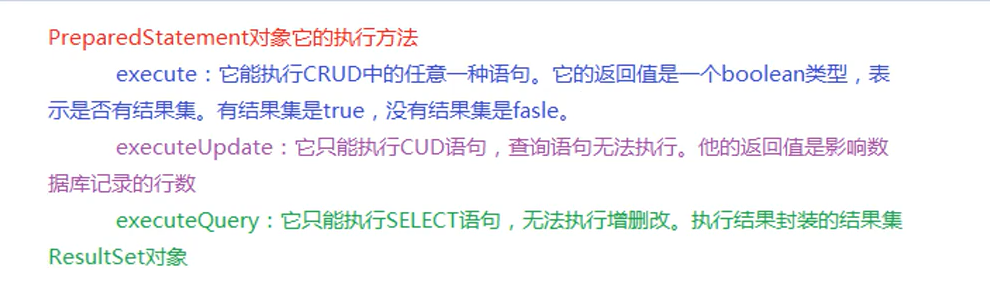 PreparedStatement对象它的执行方法
execute：它能执行CRUD中的任意一种语句。它的返回值是一个boolean类型，表
示是否有结果集。有结果集是true，没有结果集是fasle。
executeUpdate：它只能执行CUD语句，查询语句无法执行。他的返回值是影响数
据库记录的行数
executeQuery：它只能执行SELECT语句，无法执行增删改。执行结果封装的结果集
ResultSet对象